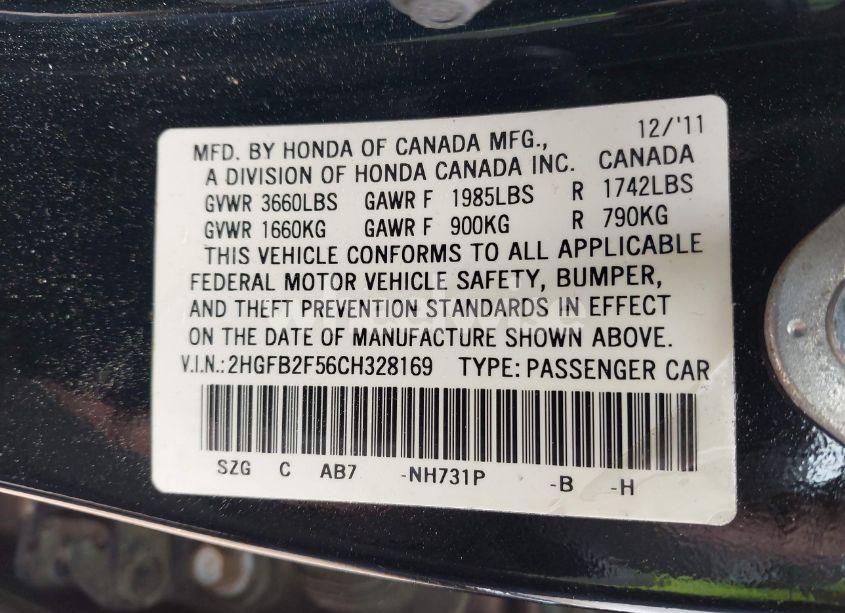 MFD. BY HONDA OF CANADA MFG., 12/'11
A DIVISION OF HONDA CANADA INC. CANADA
GVWR 3660LBS GAWR F 1985LBS R 1742LBS
GVWR 1660KG GAWR F 900KG R 790KG
THIS VEHICLE CONFORMS TO ALL APPLICABLE
FEDERAL MOTOR VEHICLE SAFETY, BUMPER,
AND THEFT PREVENTION STANDARDS IN EFFECT
ON THE DATE OF MANUFACTURE SHOWN ABOVE.
V.I.N.: 2HGFB2F56CH328169 TYPE: PASSENGER CAR
SZG C AB7 -NH731P -B -H